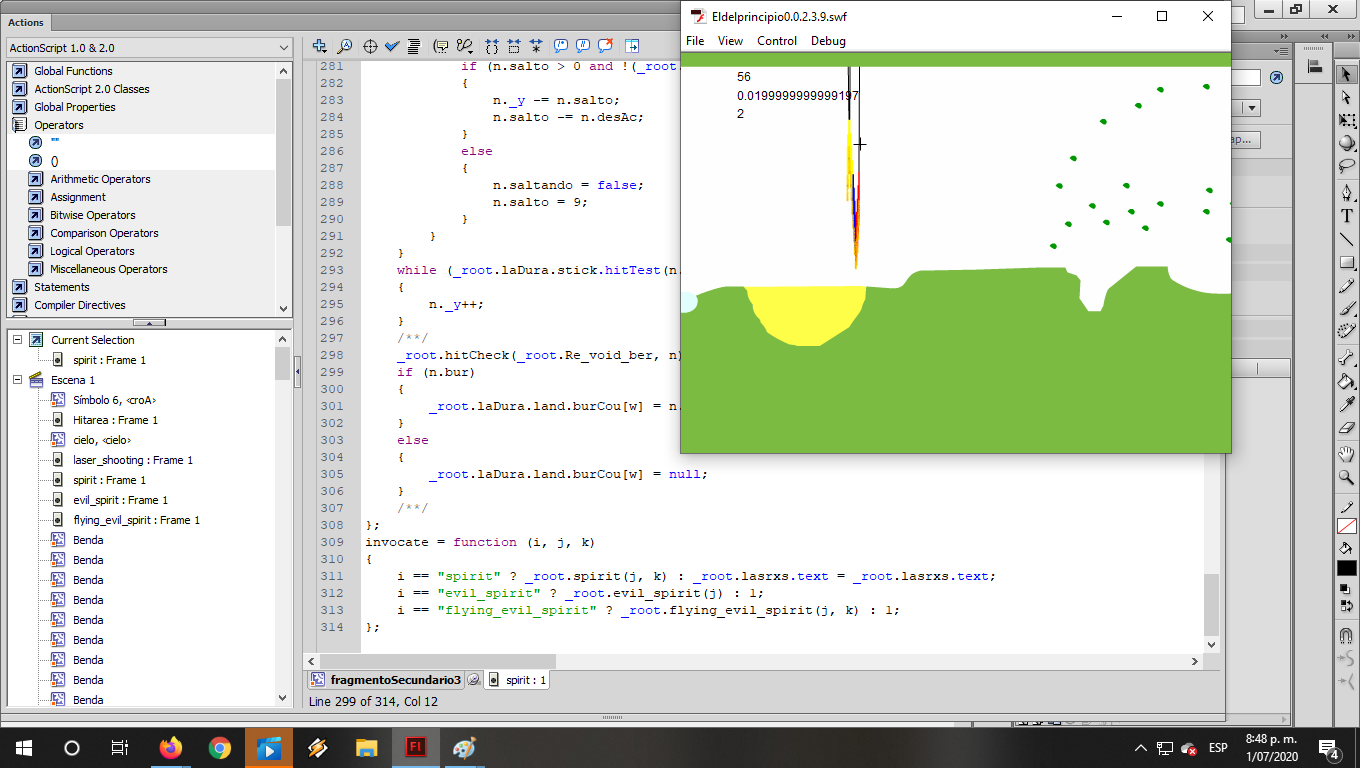 Actions
ActionScript 1.0 & 2.0
Global Functions
ActionScript 2.0 Classes
Global Properties
Operators
""
()
Arithmetic Operators
Assignment
Bitwise Operators
Comparison Operators
Logical Operators
Miscellaneous Operators
Statements
Compiler Directives
Current Selection
spirit : Frame 1
Escena 1
Símbolo 6, <croA>
Hitarea : Frame 1
cielo, <cielo>
laser_shooting : Frame 1
spirit : Frame 1
evil_spirit : Frame 1
flying_evil_spirit : Frame 1
Benda
Benda
Benda
Benda
Benda
Benda
Benda
Benda
Benda
281 if (n.salto > 0 and !(_root.
282 {
283 n._y -= n.salto;
284 n.salto -= n.desAc;
285 }
286 else
287 {
288 n.saltando = false;
289 n.salto = 9;
290 }
291 }
292 }
293 while (_root.laDura.stick.hitTest(n.
294 {
295 n._y++;
296 }
297 /**/
298 _root.hitCheck(_root.Re_void_ber, n)
299 if (n.bur)
300 {
301 _root.laDura.land.burCou[w] = n.
302 }
303 else
304 {
305 _root.laDura.land.burCou[w] = null;
306 }
307 /**/
308 };
309 invocate = function (i, j, k)
310 {
311 i == "spirit" ? _root.spirit(j, k) : _root.lasrxs.text = _root.lasrxs.text;
312 i == "evil_spirit" ? _root.evil_spirit(j) : 1;
313 i == "flying_evil_spirit" ? _root.flying_evil_spirit(j, k) : 1;
314 };
fragmentoSecundario3
spirit : 1
Line 299 of 314, Col 12
Eldelprincipio0.0.2.3.9.swf
File View Control Debug
56
0.0199999999999197
2
ap...
T
Fl
ESP
8:48 p. m.
1/07/2020
4